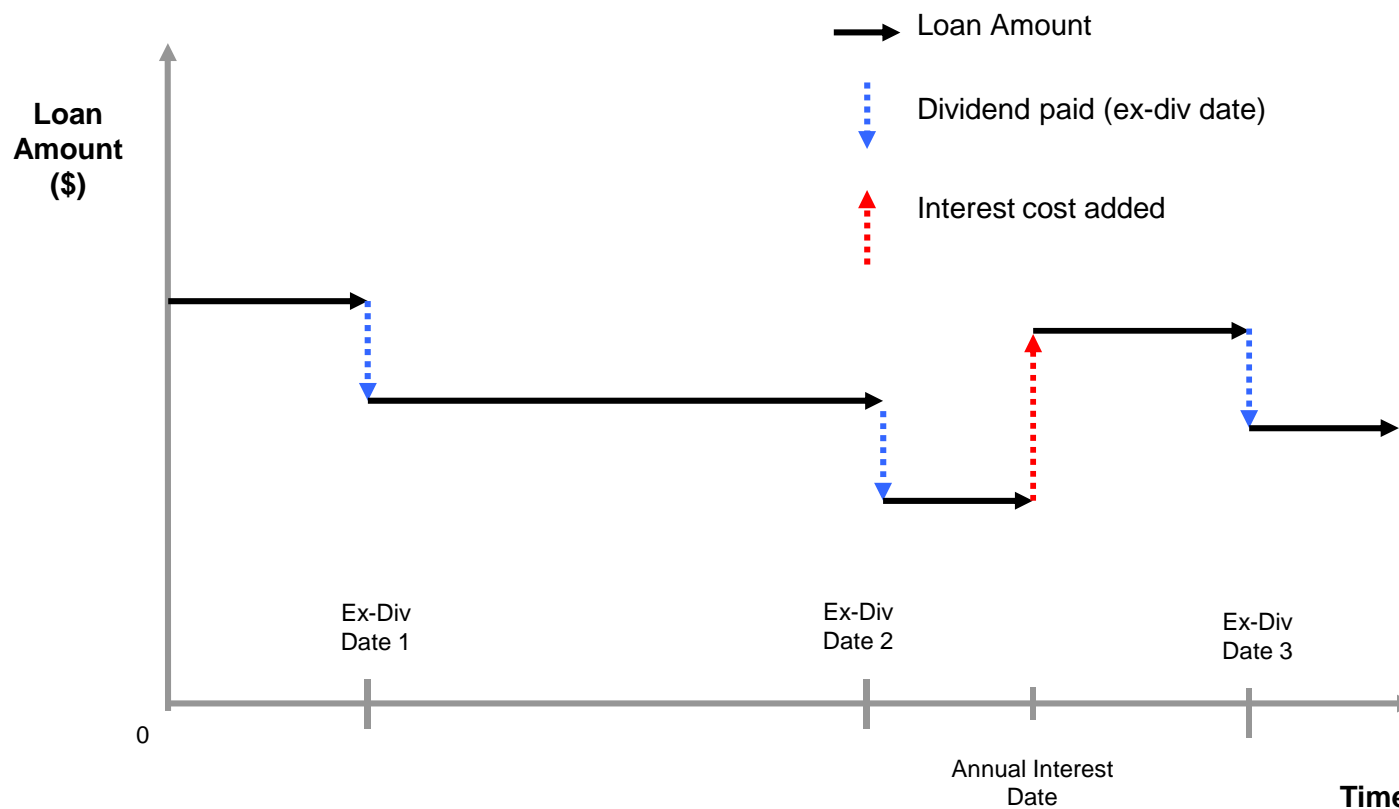 Loan Amount
Dividend paid (ex-div date)
Interest cost added
Loan
Amount
($)
Ex-Div
Date 1
Ex-Div
Date 2
Ex-Div
Date 3
0
Annual Interest
Date
Time